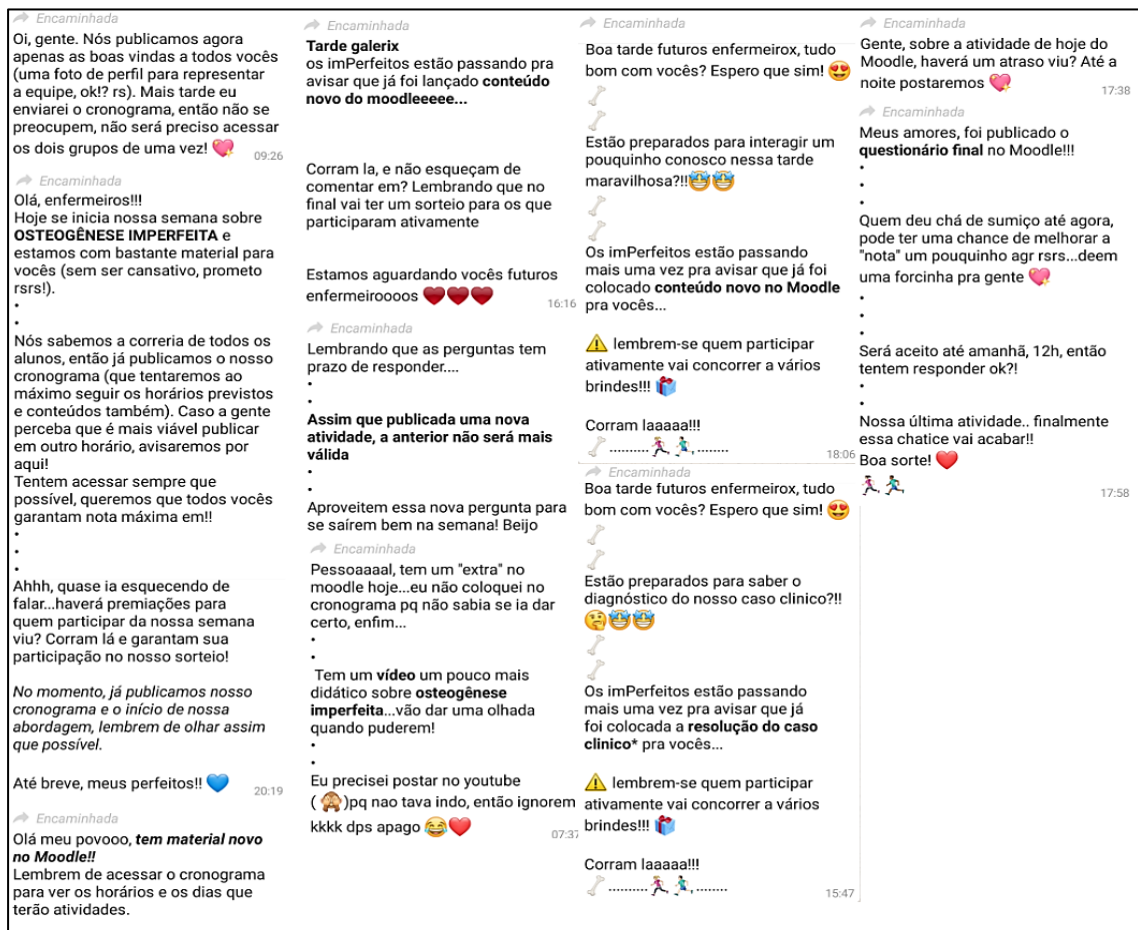 Encaminhada
Oi, gente. Nós publicamos agora
apenas as boas vindas a todos vocês
(uma foto de perfil para representar
a equipe, ok!? rs). Mais tarde eu
enviarei o cronograma, então não se
preocupem, não será preciso acessar
os dois grupos de uma vez! 💖
09:26
Encaminhada
Olá, enfermeiros!!!
Hoje se inicia nossa semana sobre
OSTEOGÊNESE IMPERFEITA e
estamos com bastante material para
vocês (sem ser cansativo, prometo
rsrs!).
•
•
Nós sabemos a correria de todos os
alunos, então já publicamos o nosso
cronograma (que tentaremos ao
máximo seguir os horários previstos
e conteúdos também). Caso a gente
perceba que é mais viável publicar
em outro horário, avisaremos por
aqui!
Tentem acessar sempre que
possível, queremos que todos vocês
garantam nota máxima em!!
•
•
•
Ahhh, quase ia esquecendo de
falar...haverá premiações para
quem participar da nossa semana
viu? Corram lá e garantam sua
participação no nosso sorteio!
No momento, já publicamos nosso
cronograma e o início de nossa
abordagem, lembrem de olhar assim
que possível.
Até breve, meus perfeitos!! 💙
20:19
Encaminhada
Olá meu povooo, tem material novo
no Moodle!!
Lembrem de acessar o cronograma
para ver os horários e os dias que
terão atividades.
Encaminhada
Tarde galerix
os imPerfeitos estão passando pra
avisar que já foi lançado conteúdo
novo do moodleeeee...
Corram la, e não esqueçam de
comentar em? Lembrando que no
final vai ter um sorteio para os que
participaram ativamente
Estamos aguardando vocês futuros
enfermeiroooos ❤️❤️❤️
16:16
Encaminhada
Lembrando que as perguntas tem
prazo de responder....
•
•
Assim que publicada uma nova
atividade, a anterior não será mais
válida
•
•
Aproveitem essa nova pergunta para
se saírem bem na semana! Beijo
Encaminhada
Pessoaaaal, tem um "extra" no
moodle hoje...eu não coloquei no
cronograma pq não sabia se ia dar
certo, enfim...
•
•
Tem um vídeo um pouco mais
didático sobre osteogênese
imperfeita...vão dar uma olhada
quando puderem!
•
•
Eu precisei postar no youtube
( 🙈 )pq nao tava indo, então ignorem
kkkk dps apago 😂❤️
07:37
Encaminhada
Boa tarde futuros enfermeirox, tudo
bom com vocês? Espero que sim! 😍
🦴
🦴
Estão preparados para interagir um
pouquinho conosco nessa tarde
maravilhosa?!!🤩🤩
🦴
🦴
Os imPerfeitos estão passando
mais uma vez pra avisar que já foi
colocado conteúdo novo no Moodle
pra vocês...
⚠️ lembrem-se quem participar
ativamente vai concorrer a vários
brindes!!! 🎁
Corram laaaaa!!!
🦴 .......... 🏃‍♀️🏃‍♂️........
18:06
Encaminhada
Boa tarde futuros enfermeirox, tudo
bom com vocês? Espero que sim! 😍
🦴
🦴
Estão preparados para saber o
diagnóstico do nosso caso clinico?!!
🤔🤩🤩
🦴
🦴
Os imPerfeitos estão passando
mais uma vez pra avisar que já
foi colocada a resolução do caso
clinico* pra vocês...
⚠️ lembrem-se quem participar
ativamente vai concorrer a vários
brindes!!! 🎁
Corram laaaaa!!!
🦴 .......... 🏃‍♀️🏃‍♂️........
15:47
Encaminhada
Gente, sobre a atividade de hoje do
Moodle, haverá um atraso viu? Até a
noite postaremos 💖
17:38
Encaminhada
Meus amores, foi publicado o
questionário final no Moodle!!!
•
•
•
Quem deu chá de sumiço até agora,
pode ter uma chance de melhorar a
"nota" um pouquinho agr rsrs...deem
uma forcinha pra gente 💖
•
•
•
Será aceito até amanhã, 12h, então
tentem responder ok?!
•
•
Nossa última atividade.. finalmente
essa chatice vai acabar!!
Boa sorte! ❤️
🏃‍♀️🏃‍♂️
17:58